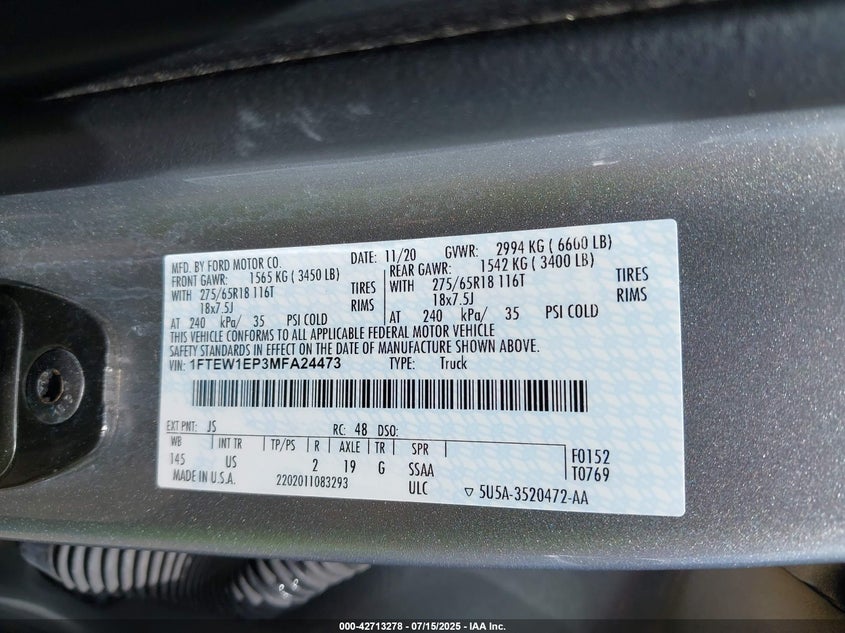 MFD. BY FORD MOTOR CO. DATE: 11/20 GVWR: 2994 KG ( 6600 LB)
FRONT GAWR: 1565 KG ( 3450 LB) REAR GAWR: 1542 KG ( 3400 LB)
WITH 275/65R18 116T TIRES WITH 275/65R18 116T TIRES
18x7.5J RIMS 18x7.5J RIMS
AT 240 kPa/ 35 PSI COLD AT 240 kPa/ 35 PSI COLD
THIS VEHICLE CONFORMS TO ALL APPLICABLE FEDERAL MOTOR VEHICLE
SAFETY STANDARDS IN EFFECT ON THE DATE OF MANUFACTURE SHOWN ABOVE.
VIN: 1FTEW1EP3MFA24473 TYPE: Truck
EXT PNT: JS RC: 48 DSO:
WB INT TR TP/PS R AXLE TR SPR F0152
145 US 2 19 G SSAA T0769
MADE IN U.S.A. 2202011083293 ULC ▽ 5U5A-3520472-AA
000-42713278 - 07/15/2025 - IAA Inc.